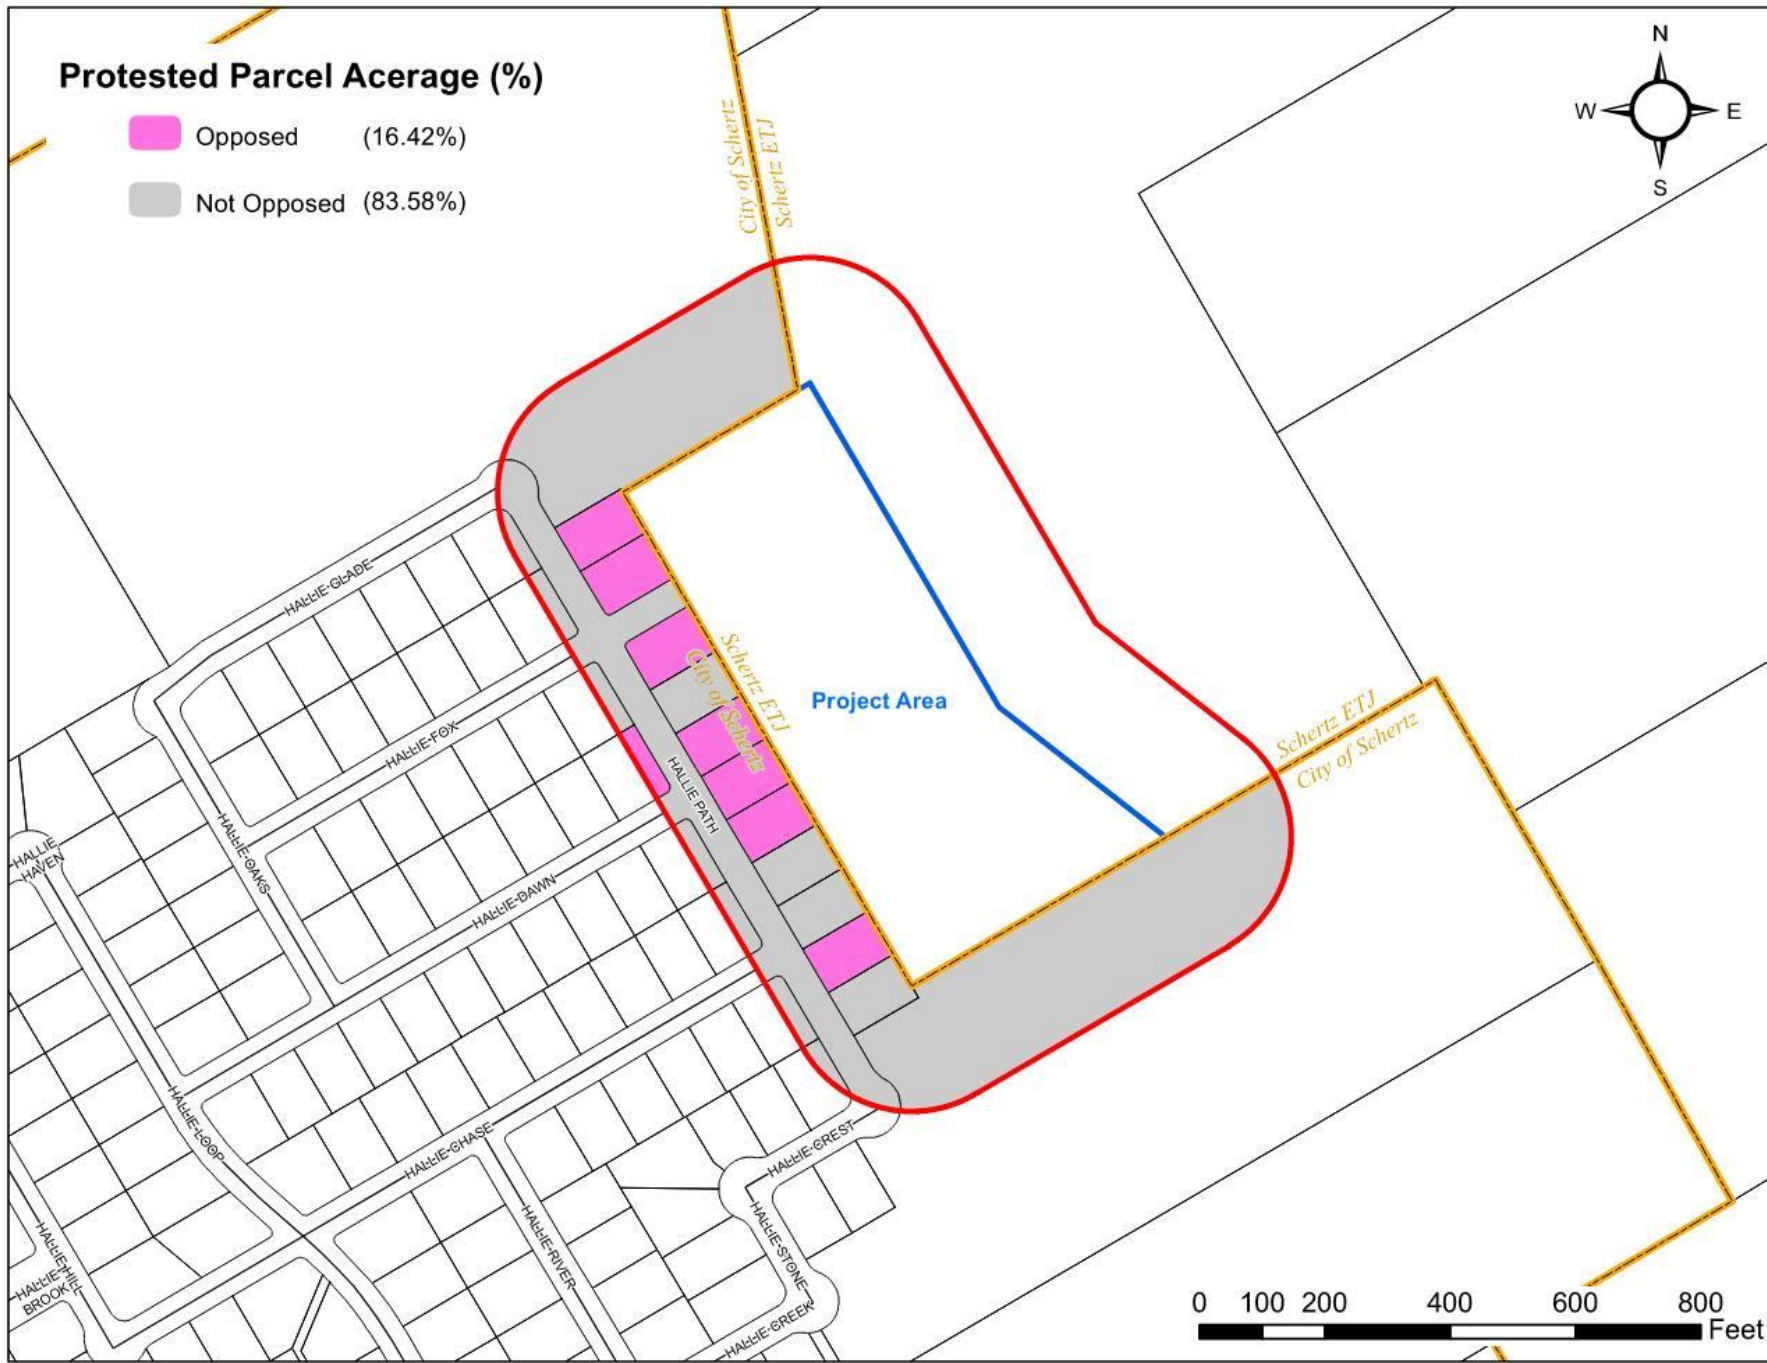 Protested Parcel Acerage (%)
Opposed (16.42%)
Not Opposed (83.58%)
N
W E
S
City of Schertz
Schertz ETJ
HALLIE GLADE
Schertz ETJ
City of Schertz
Project Area
Schertz ETJ
City of Schertz
HALLIE FOX
HALLIE PATH
HALLIE OAKS
HALLIE
HAVEN
HALLIE DAWN
HALLIE LOOP
HALLIE CHASE
HALLIE CREST
HALLIE RIVER
HALLIE STONE
HALLIE HILL
HALLIE
BROOK
HALLIE CREEK
0 100 200 400 600 800
Feet